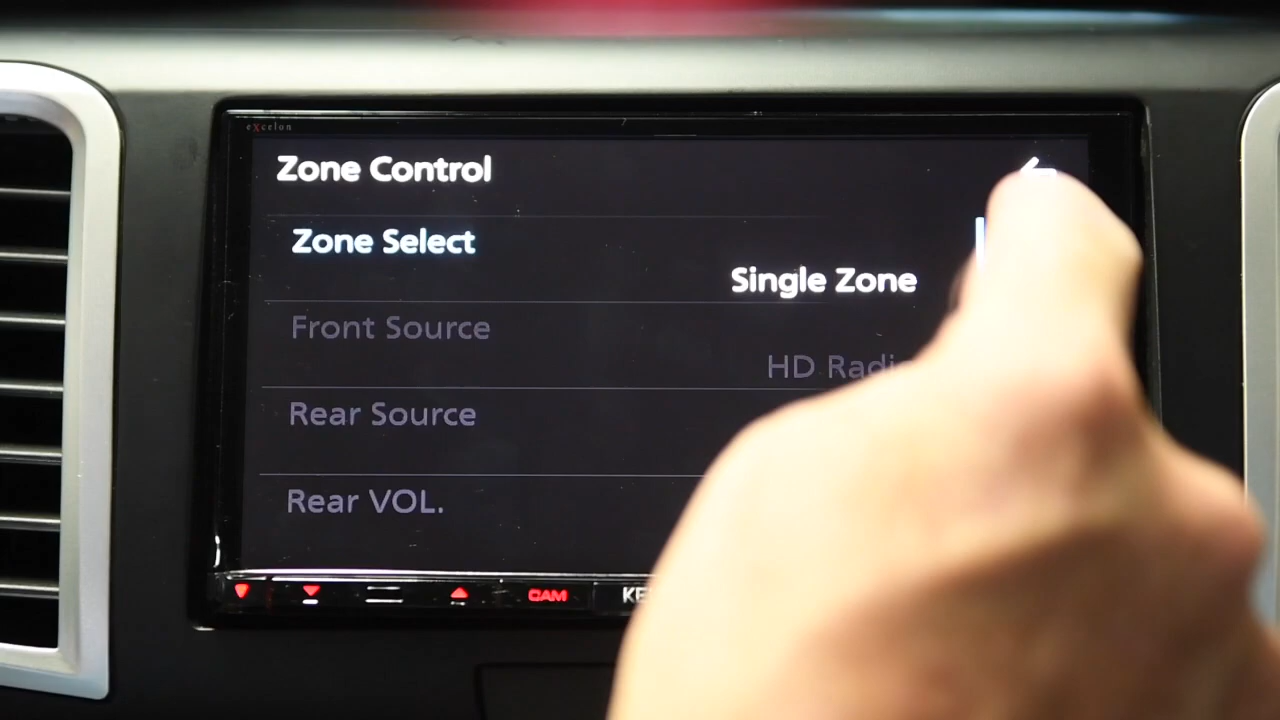 eXcelon
Zone Control
Zone Select
Single Zone
Front Source
HD Radi
Rear Source
Rear VOL.
CAM
KE